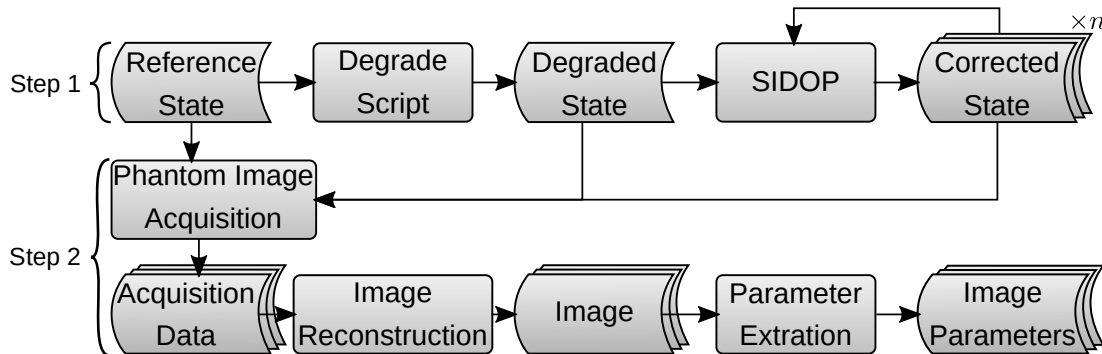 × n
Step 1
Reference
State
Degrade
Script
Degraded
State
SIDOP
Corrected
State
Step 2
Phantom Image
Acquisition
Acquisition
Data
Image
Reconstruction
Image
Parameter
Extration
Image
Parameters